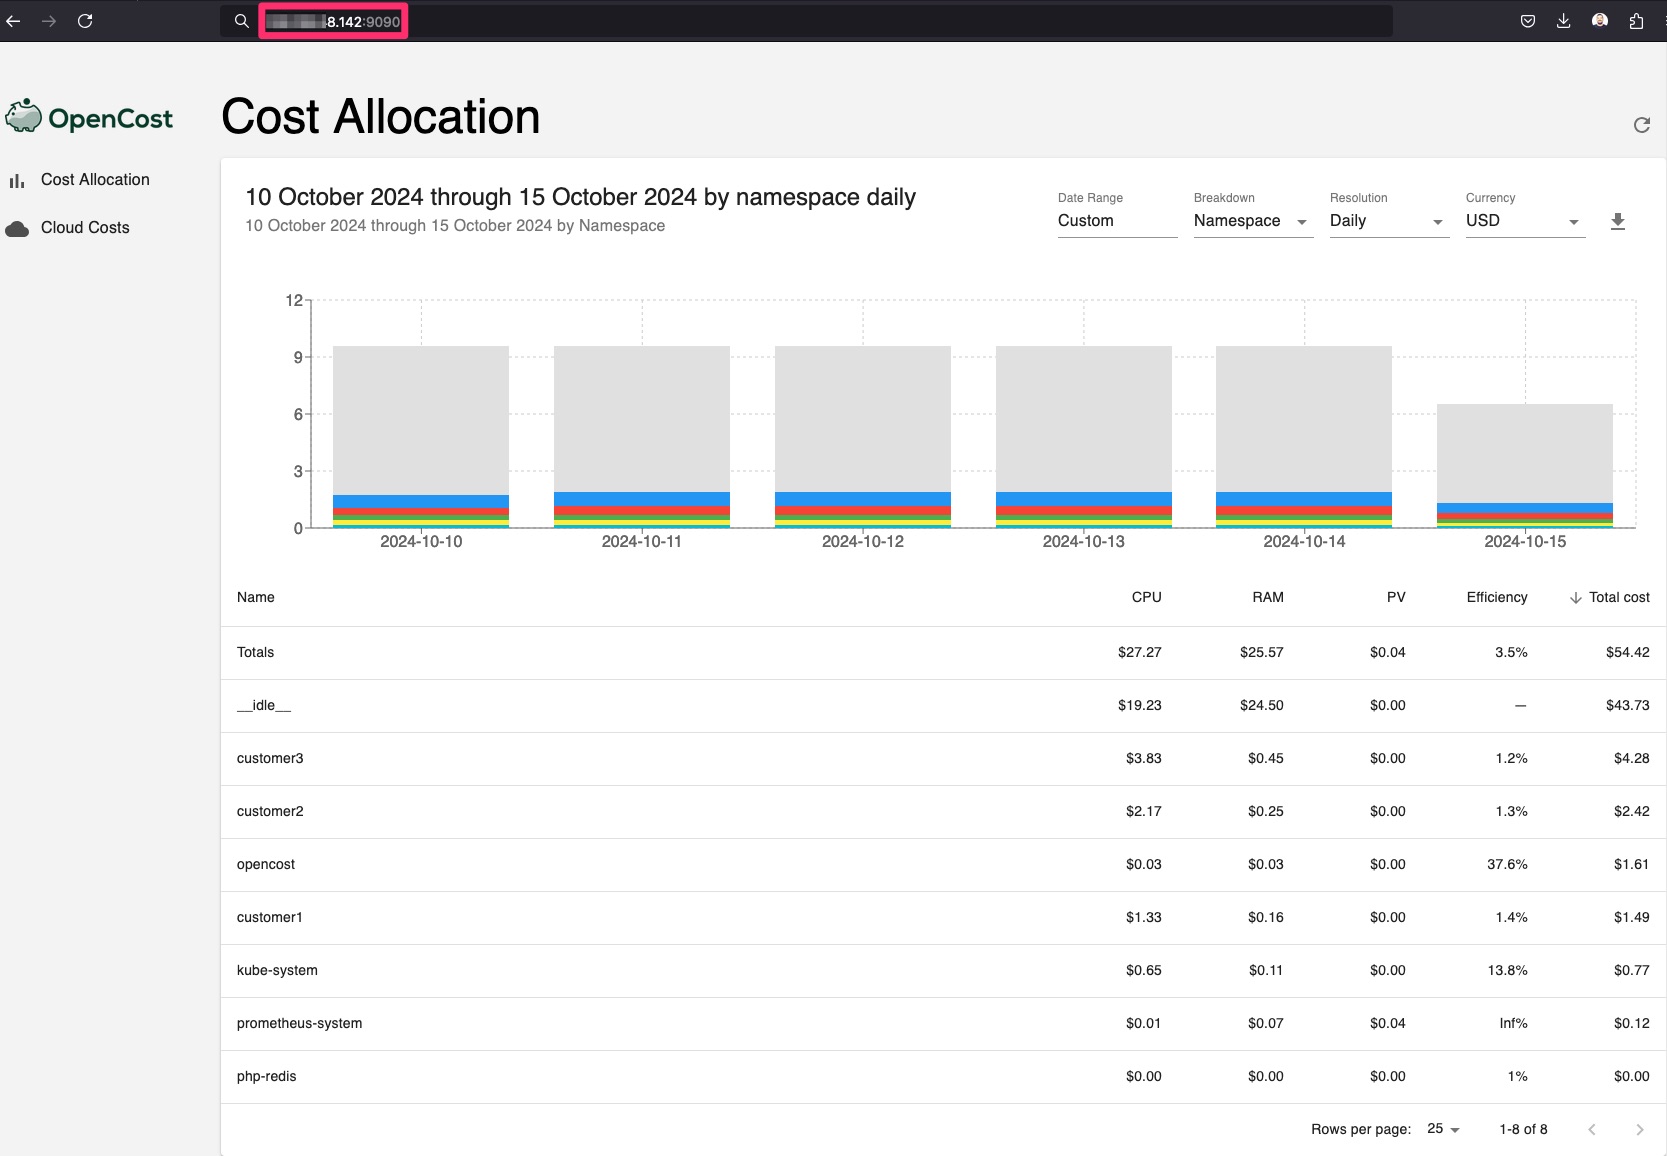 8.142:9090
OpenCost
Cost Allocation
Cloud Costs
Cost Allocation
10 October 2024 through 15 October 2024 by namespace daily
10 October 2024 through 15 October 2024 by Namespace
Date Range
Custom
Breakdown
Namespace
Resolution
Daily
Currency
USD
12
9
6
3
0
2024-10-10 2024-10-11 2024-10-12 2024-10-13 2024-10-14 2024-10-15
Name CPU RAM PV Efficiency Total cost
Totals $27.27 $25.57 $0.04 3.5% $54.42
__idle__ $19.23 $24.50 $0.00 — $43.73
customer3 $3.83 $0.45 $0.00 1.2% $4.28
customer2 $2.17 $0.25 $0.00 1.3% $2.42
opencost $0.03 $0.03 $0.00 37.6% $1.61
customer1 $1.33 $0.16 $0.00 1.4% $1.49
kube-system $0.65 $0.11 $0.00 13.8% $0.77
prometheus-system $0.01 $0.07 $0.04 Inf% $0.12
php-redis $0.00 $0.00 $0.00 1% $0.00
Rows per page: 25 1-8 of 8